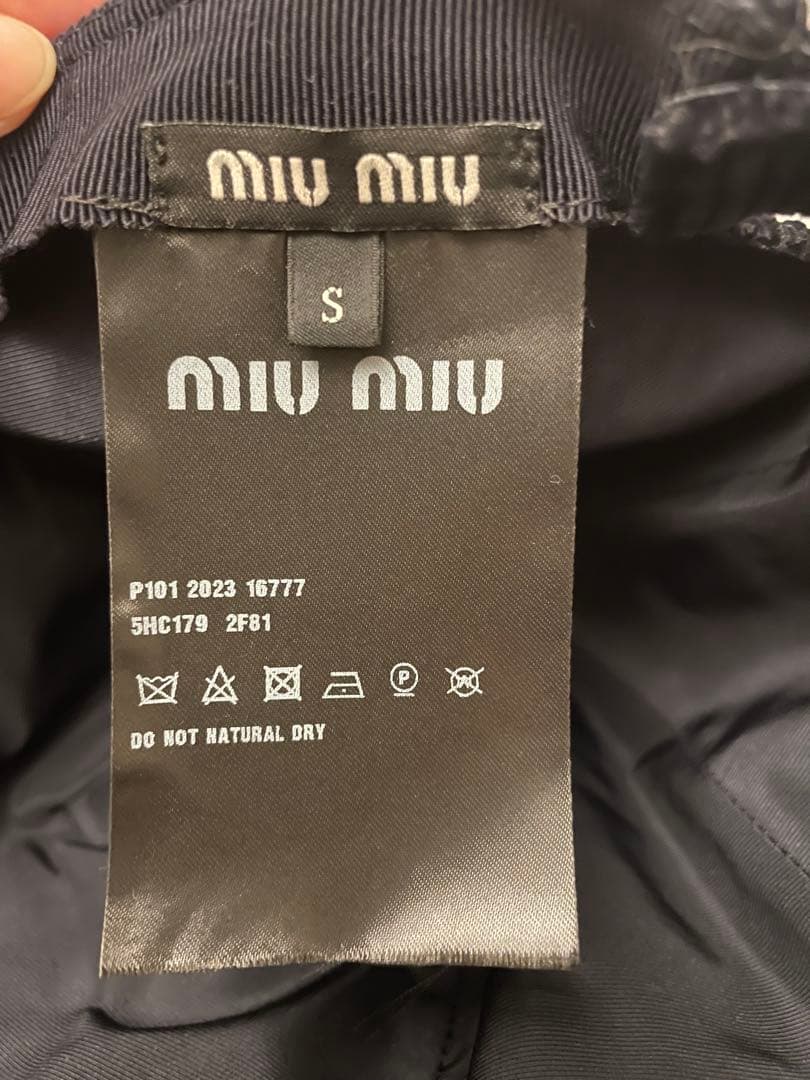 miu miu
S
miu miu
P101 2023 16777
5HC179 2F81
P W
DO NOT NATURAL DRY